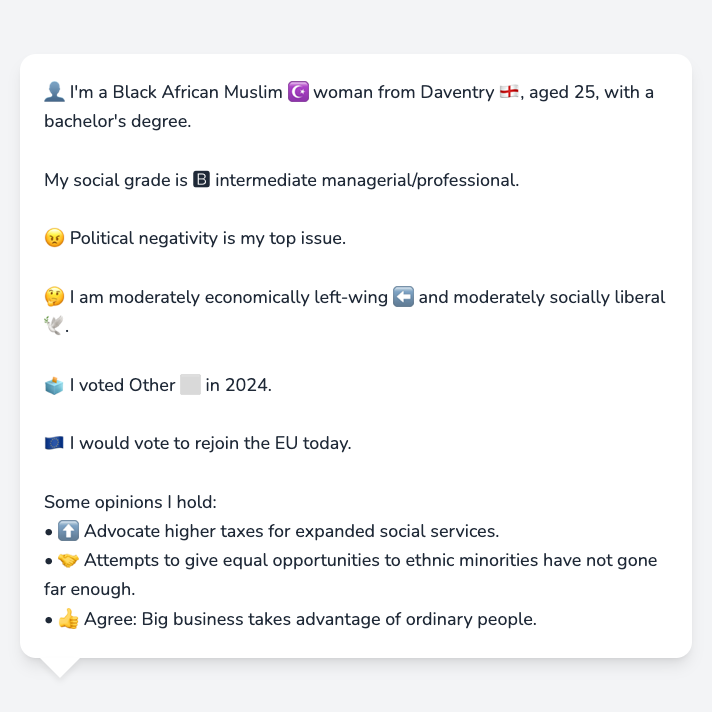 👤 I'm a Black African Muslim ☪️ woman from Daventry 🏴󠁧󠁢󠁥󠁮󠁧󠁿, aged 25, with a
bachelor's degree.
My social grade is 🅱 intermediate managerial/professional.
😠 Political negativity is my top issue.
🤔 I am moderately economically left-wing ⬅️ and moderately socially liberal
🕊️.
🗳️ I voted Other ⬜ in 2024.
🇪🇺 I would vote to rejoin the EU today.
Some opinions I hold:
• ⬆️ Advocate higher taxes for expanded social services.
• 🤝 Attempts to give equal opportunities to ethnic minorities have not gone
far enough.
• 👍 Agree: Big business takes advantage of ordinary people.